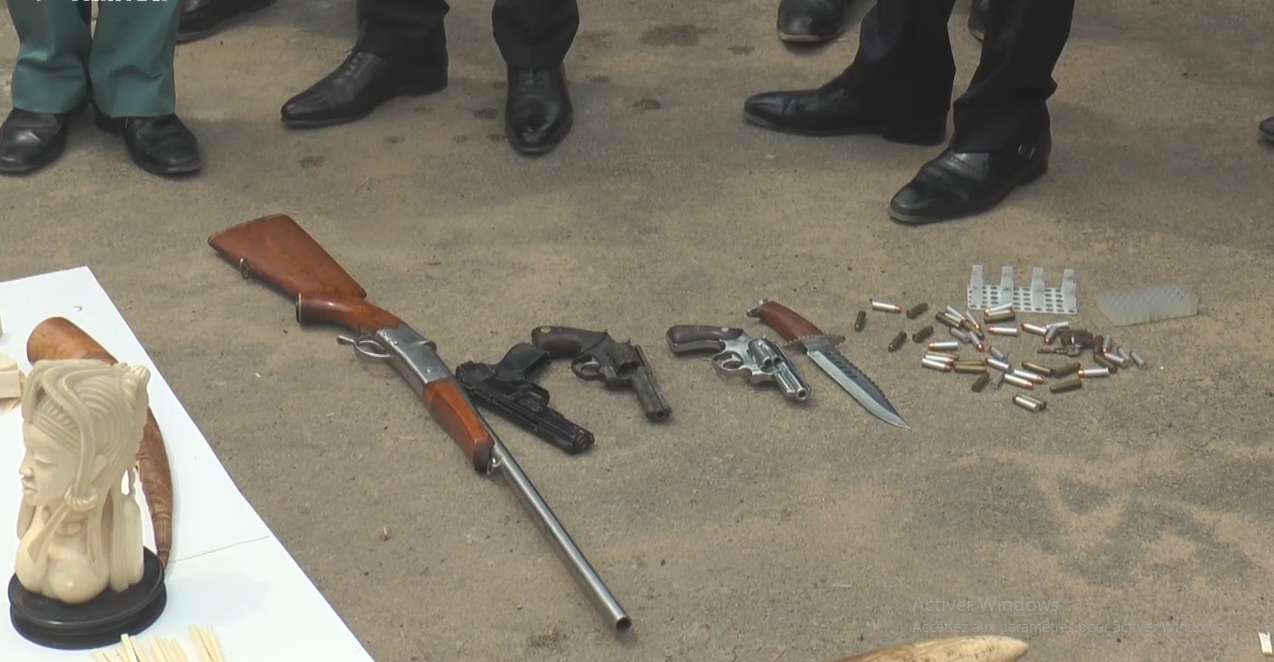 Activer Windows
Accédez aux paramètres pour activer Windows.